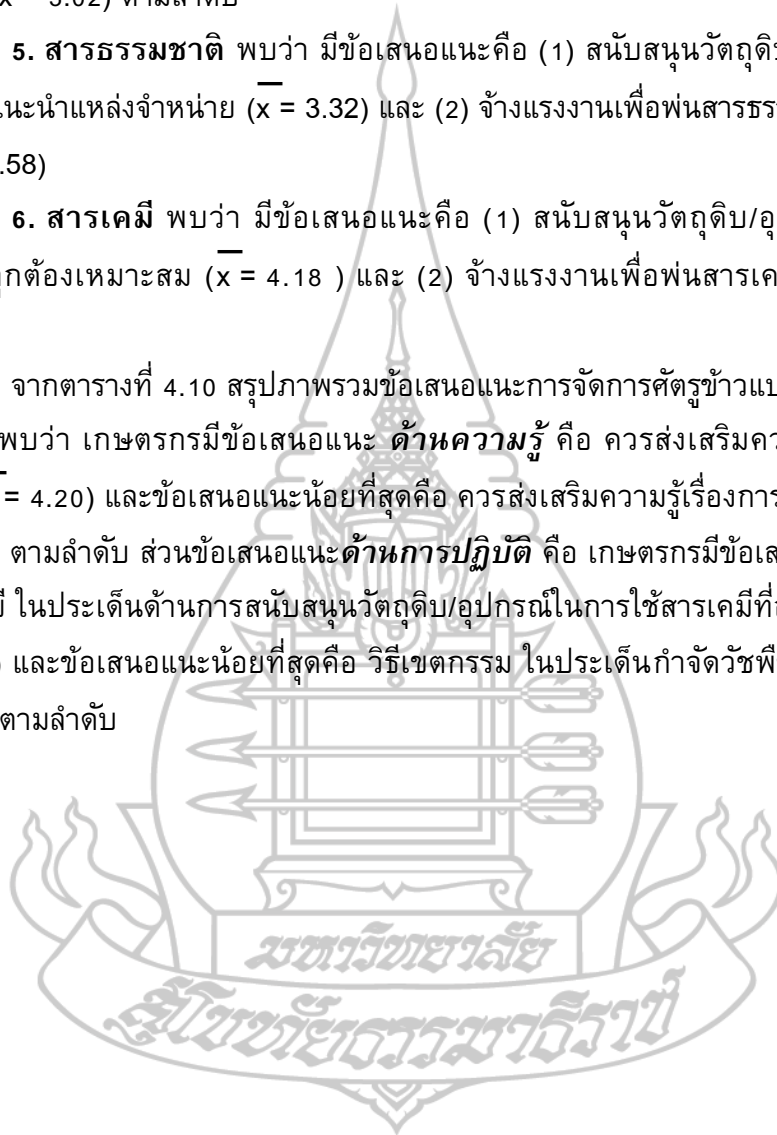 3.02) ตามลำดับ
5. สารธรรมชาติ พบว่า มีข้อเสนอแนะคือ (1) สนับสนุนวัตถุดิบ
แนะนำแหล่งจำหน่าย (x̄ = 3.32) และ (2) จ้างแรงงานเพื่อพ่นสารธรร
.58)
6. สารเคมี พบว่า มีข้อเสนอแนะคือ (1) สนับสนุนวัตถุดิบ/อุ
กต้องเหมาะสม (x̄ = 4.18 ) และ (2) จ้างแรงงานเพื่อพ่นสารเค
จากตารางที่ 4.10 สรุปภาพรวมข้อเสนอแนะการจัดการศัตรูข้าวแบ
พบว่า เกษตรกรมีข้อเสนอแนะ ด้านความรู้ คือ ควรส่งเสริมคว
= 4.20) และข้อเสนอแนะน้อยที่สุดคือ ควรส่งเสริมความรู้เรื่องการ
ตามลำดับ ส่วนข้อเสนอแนะด้านการปฏิบัติ คือ เกษตรกรมีข้อเส
มี ในประเด็นด้านการสนับสนุนวัตถุดิบ/อุปกรณ์ในการใช้สารเคมีที่
) และข้อเสนอแนะน้อยที่สุดคือ วิธีเขตกรรม ในประเด็นกำจัดวัชพื
ตามลำดับ
มหาวิทยาลัย
สุโขทัยธรรมาธิราช